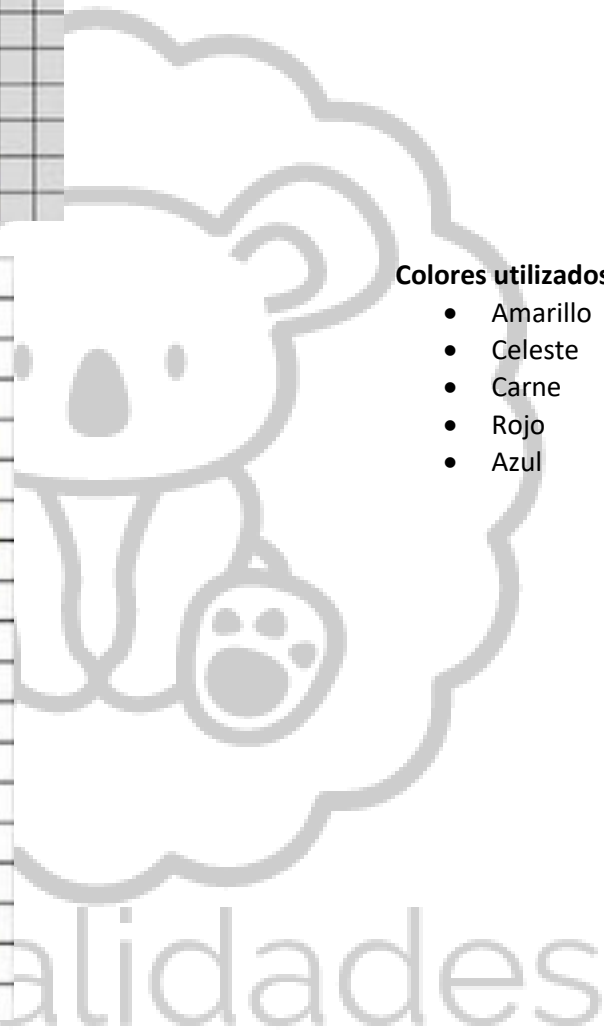 Colores utilizados
• Amarillo
• Celeste
• Carne
• Rojo
• Azul
alidades